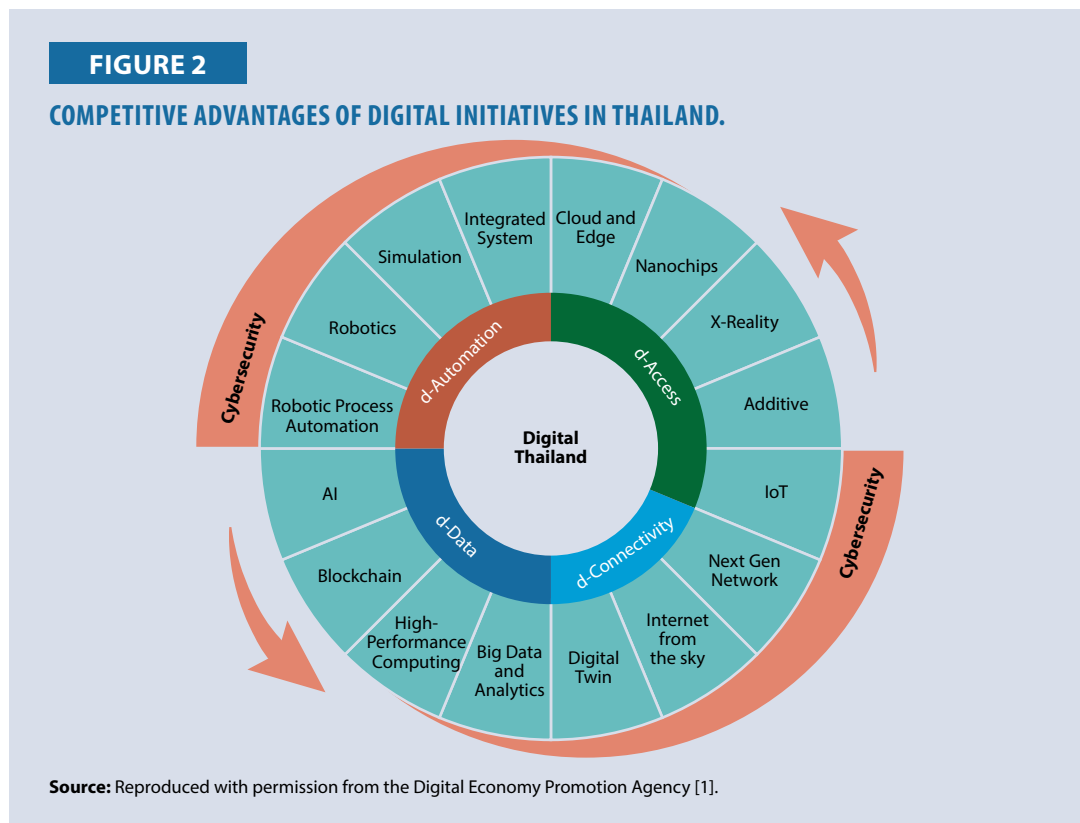 FIGURE 2
COMPETITIVE ADVANTAGES OF DIGITAL INITIATIVES IN THAILAND.
Integrated
System
Cloud and
Edge
Simulation
Nanochips
Robotics
X-Reality
Robotic Process
Automation
Additive
Cybersecurity
d-Automation
d-Access
Digital
Thailand
AI
IoT
d-Data
d-Connectivity
Cybersecurity
Blockchain
Next Gen
Network
High-
Performance
Computing
Internet
from
the sky
Big Data
and
Analytics
Digital
Twin
Source: Reproduced with permission from the Digital Economy Promotion Agency [1].